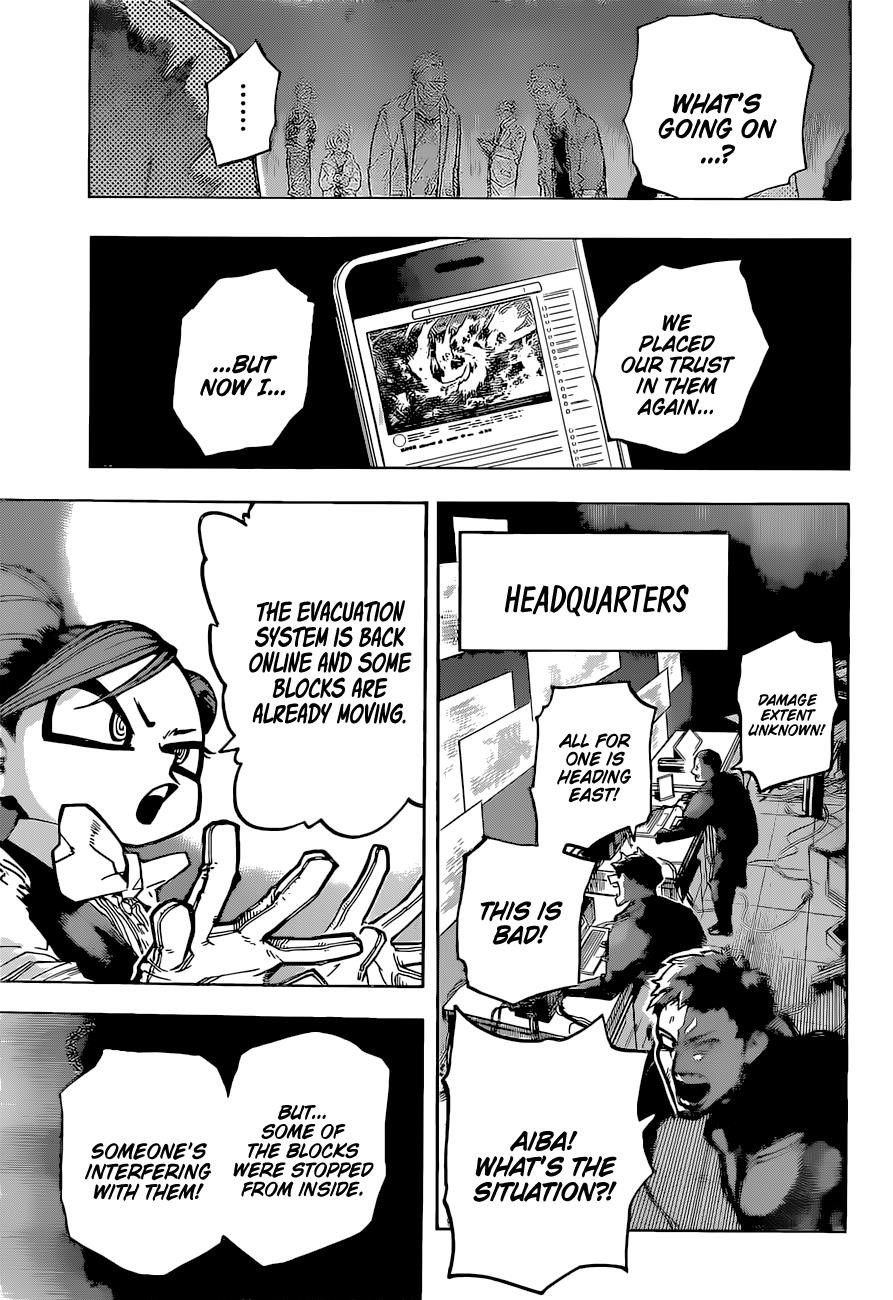 WHAT'S
GOING ON
...?
......
WE
PLACED
OUR TRUST
IN THEM
AGAIN...
...BUT
NOW I...
HEADQUARTERS
DAMAGE
EXTENT
UNKNOWN!
ALL FOR
ONE IS
HEADING
EAST!
THIS IS
BAD!
AIBA!
WHAT'S THE
SITUATION?!
THE EVACUATION
SYSTEM IS BACK
ONLINE AND SOME
BLOCKS ARE
ALREADY MOVING.
BUT...
SOME OF
THE BLOCKS
WERE STOPPED
FROM INSIDE.
SOMEONE'S
INTERFERING
WITH THEM!